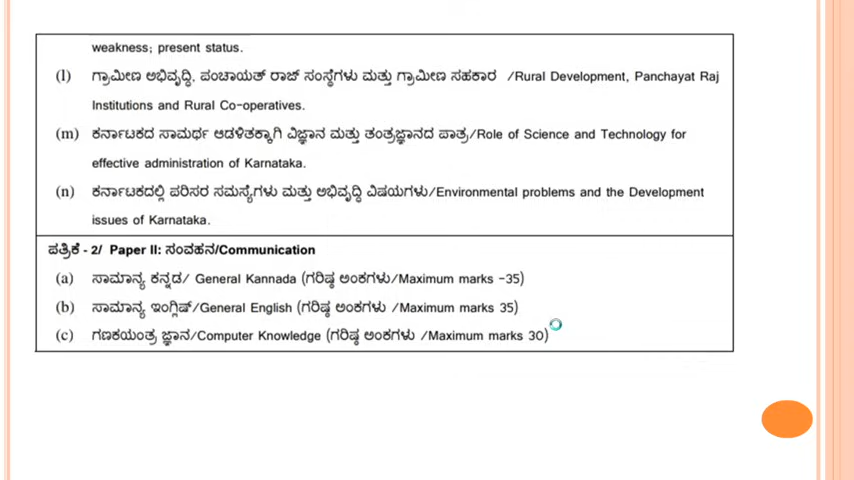 weakness; present status.
(l) ಗ್ರಾಮೀಣ ಅಭಿವೃದ್ಧಿ, ಪಂಚಾಯತ್ ರಾಜ್ ಸಂಸ್ಥೆಗಳು ಮತ್ತು ಗ್ರಾಮೀಣ ಸಹಕಾರ /Rural Development, Panchayat Raj
Institutions and Rural Co-operatives.
(m) ಕರ್ನಾಟಕದ ಸಾಮರ್ಥ ಆಡಳಿತಕ್ಕಾಗಿ ವಿಜ್ಞಾನ ಮತ್ತು ತಂತ್ರಜ್ಞಾನದ ಪಾತ್ರ/Role of Science and Technology for
effective administration of Karnataka.
(n) ಕರ್ನಾಟಕದಲ್ಲಿ ಪರಿಸರ ಸಮಸ್ಯೆಗಳು ಮತ್ತು ಅಭಿವೃದ್ಧಿ ವಿಷಯಗಳು/Environmental problems and the Development
issues of Karnataka.
ಪತ್ರಿಕೆ - 2/ Paper II: ಸಂವಹನ/Communication
(a) ಸಾಮಾನ್ಯ ಕನ್ನಡ/ General Kannada (ಗರಿಷ್ಠ ಅಂಕಗಳು/Maximum marks -35)
(b) ಸಾಮಾನ್ಯ ಇಂಗ್ಲಿಷ್/General English (ಗರಿಷ್ಠ ಅಂಕಗಳು /Maximum marks 35)
(c) ಗಣಕಯಂತ್ರ ಜ್ಞಾನ/Computer Knowledge (ಗರಿಷ್ಠ ಅಂಕಗಳು /Maximum marks 30)